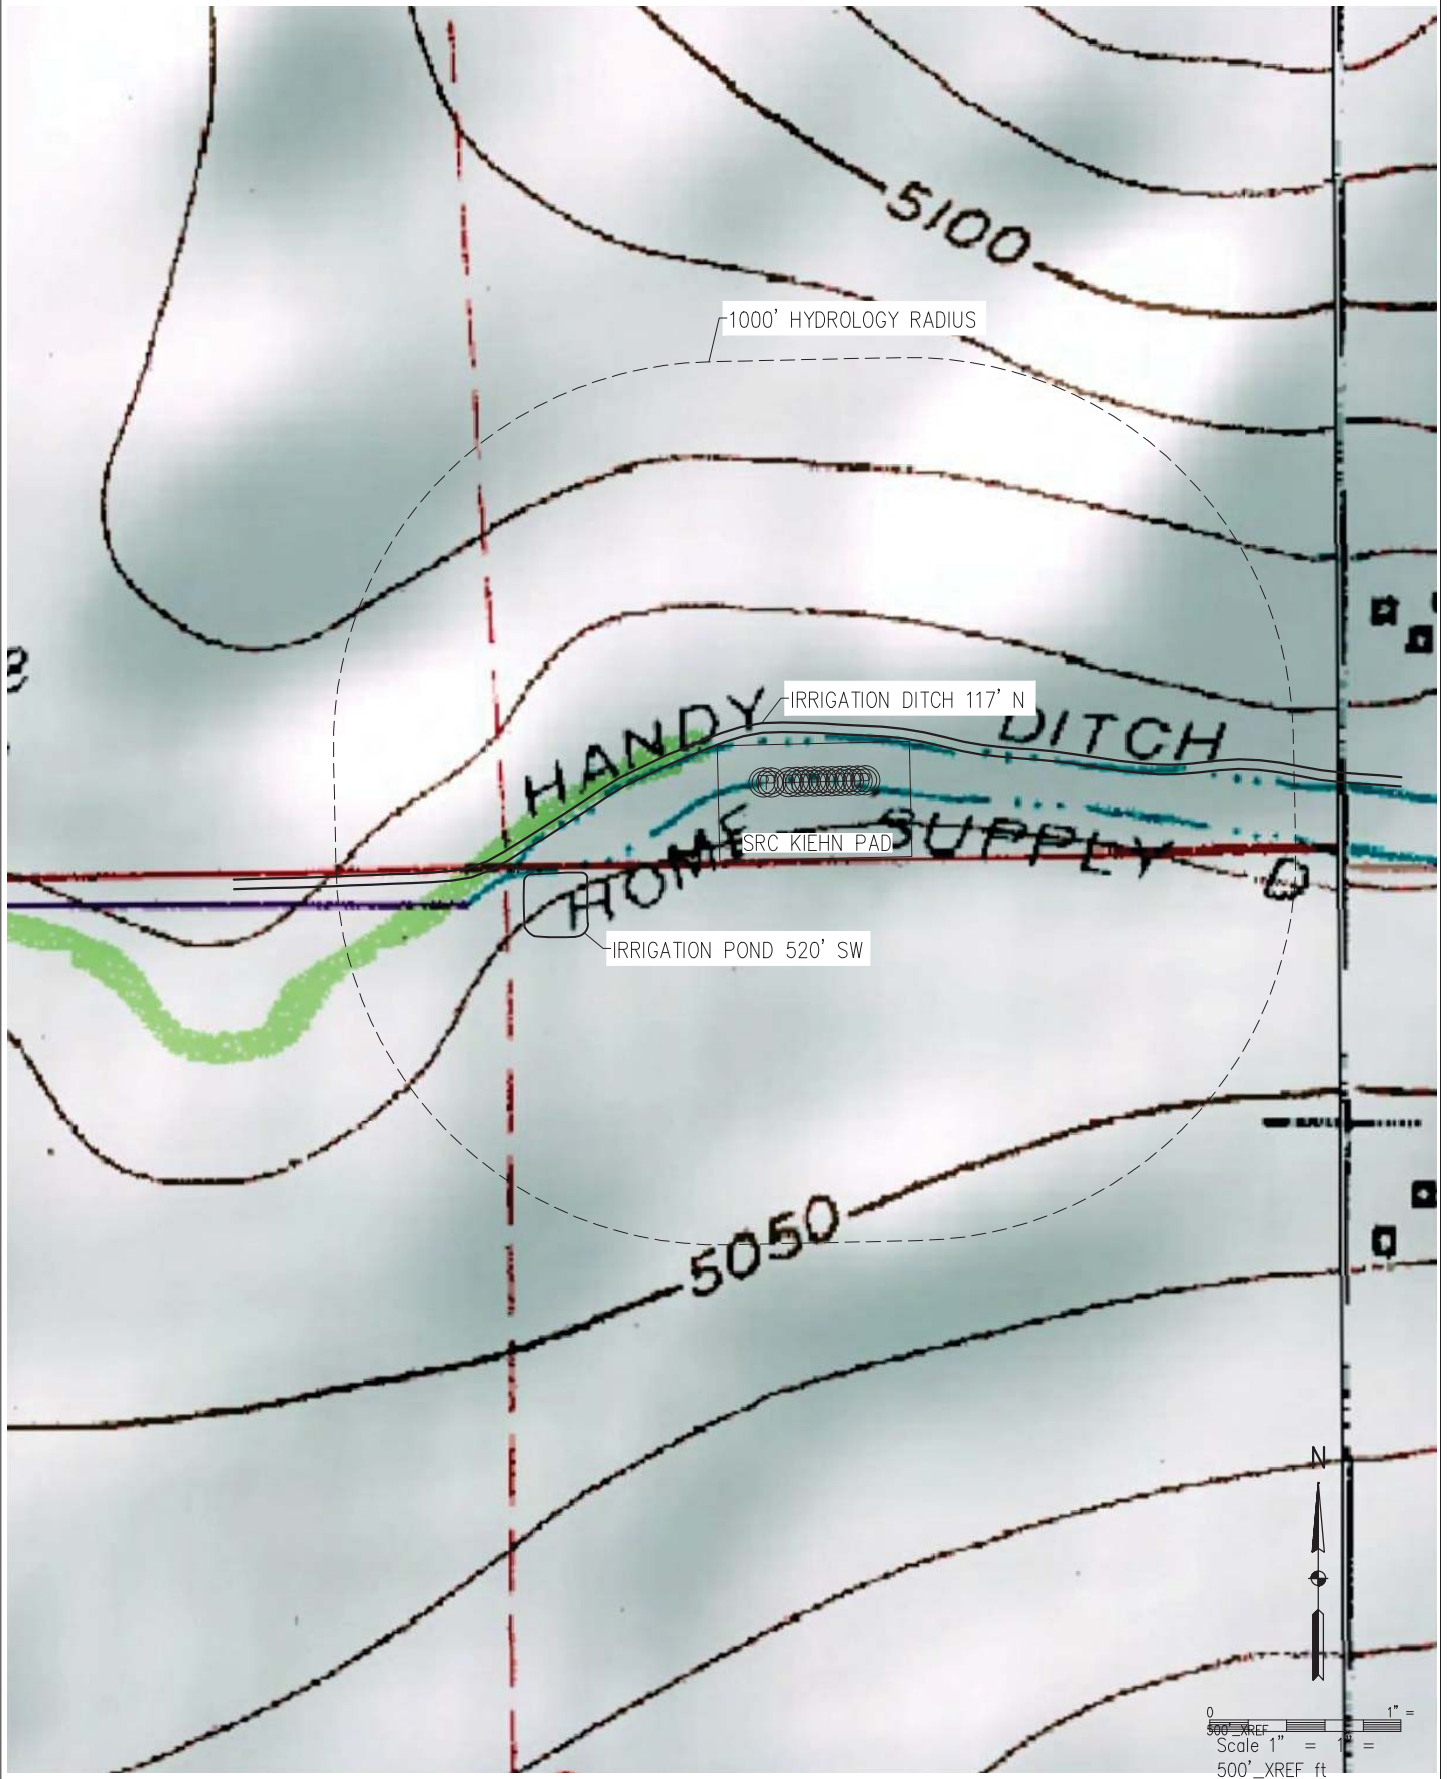 5100
1000' HYDROLOGY RADIUS
IRRIGATION DITCH 117' N
HANDY DITCH
HOME SUPPLY
SRC KIEHN PAD
IRRIGATION POND 520' SW
5050
N
0 1" =
500'_XREF
Scale 1" = 1" =
500'_XREF ft